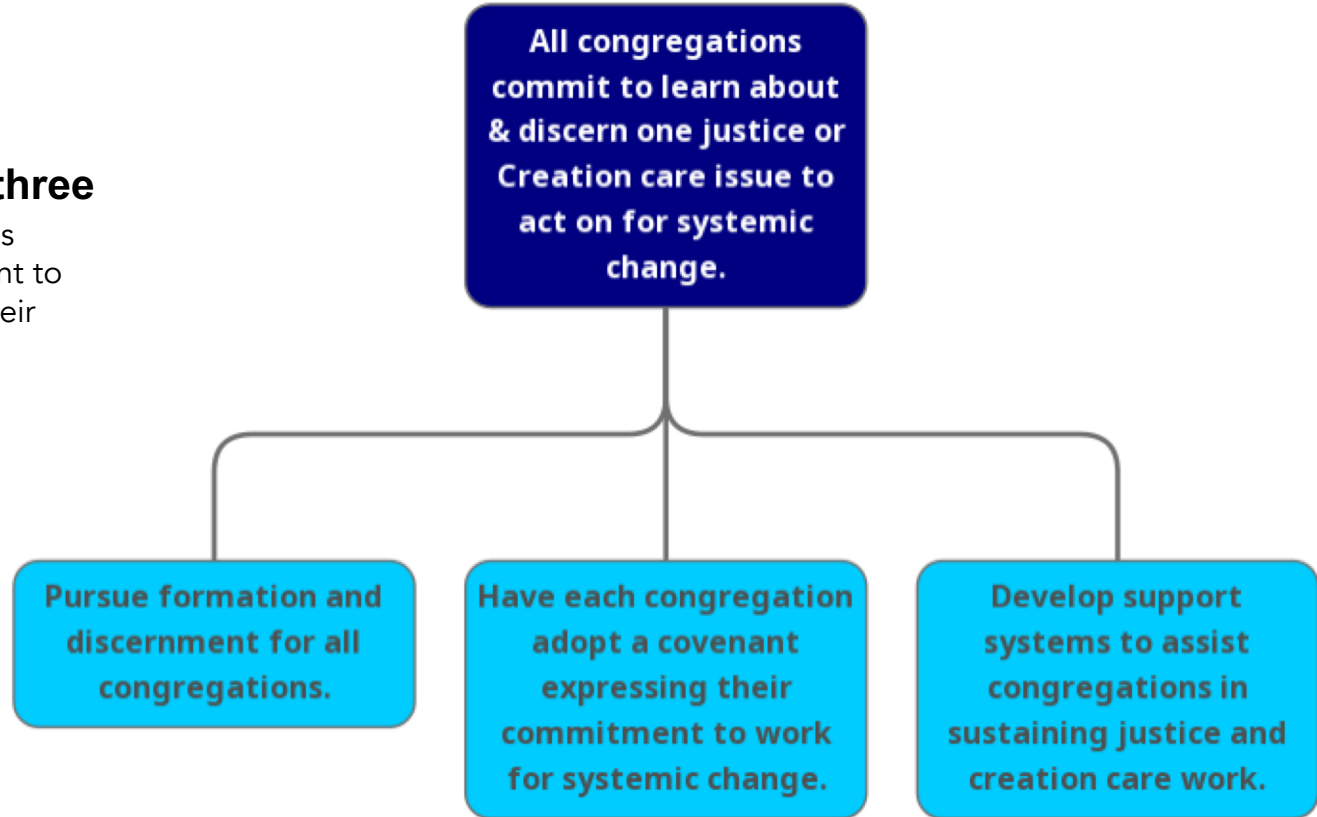 All congregations
commit to learn about
& discern one justice or
Creation care issue to
act on for systemic
change.
three
s
nt to
eir
Pursue formation and
discernment for all
congregations.
Have each congregation
adopt a covenant
expressing their
commitment to work
for systemic change.
Develop support
systems to assist
congregations in
sustaining justice and
creation care work.